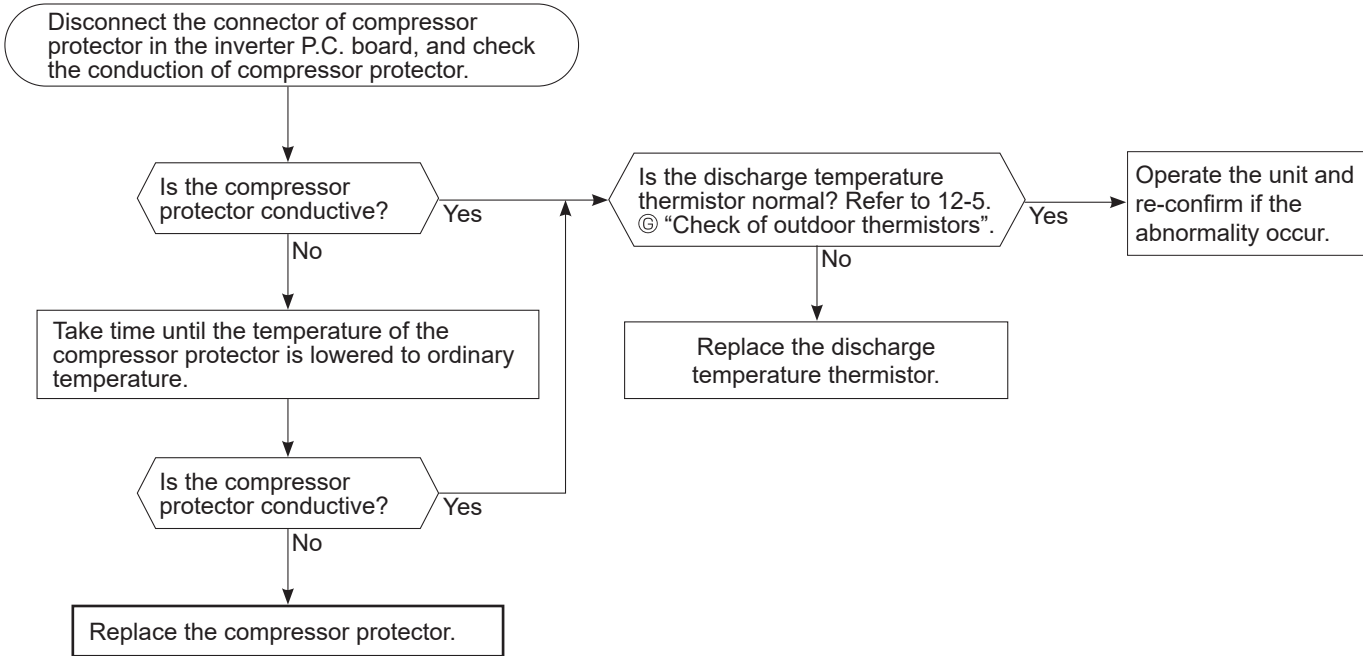 Disconnect the connector of compressor
protector in the inverter P.C. board, and check
the conduction of compressor protector.
Is the compressor
protector conductive?
Yes
No
Is the discharge temperature
thermistor normal? Refer to 12-5.
Ⓖ “Check of outdoor thermistors”.
Yes
No
Operate the unit and
re-confirm if the
abnormality occur.
Take time until the temperature of the
compressor protector is lowered to ordinary
temperature.
Replace the discharge
temperature thermistor.
Is the compressor
protector conductive?
Yes
No
Replace the compressor protector.